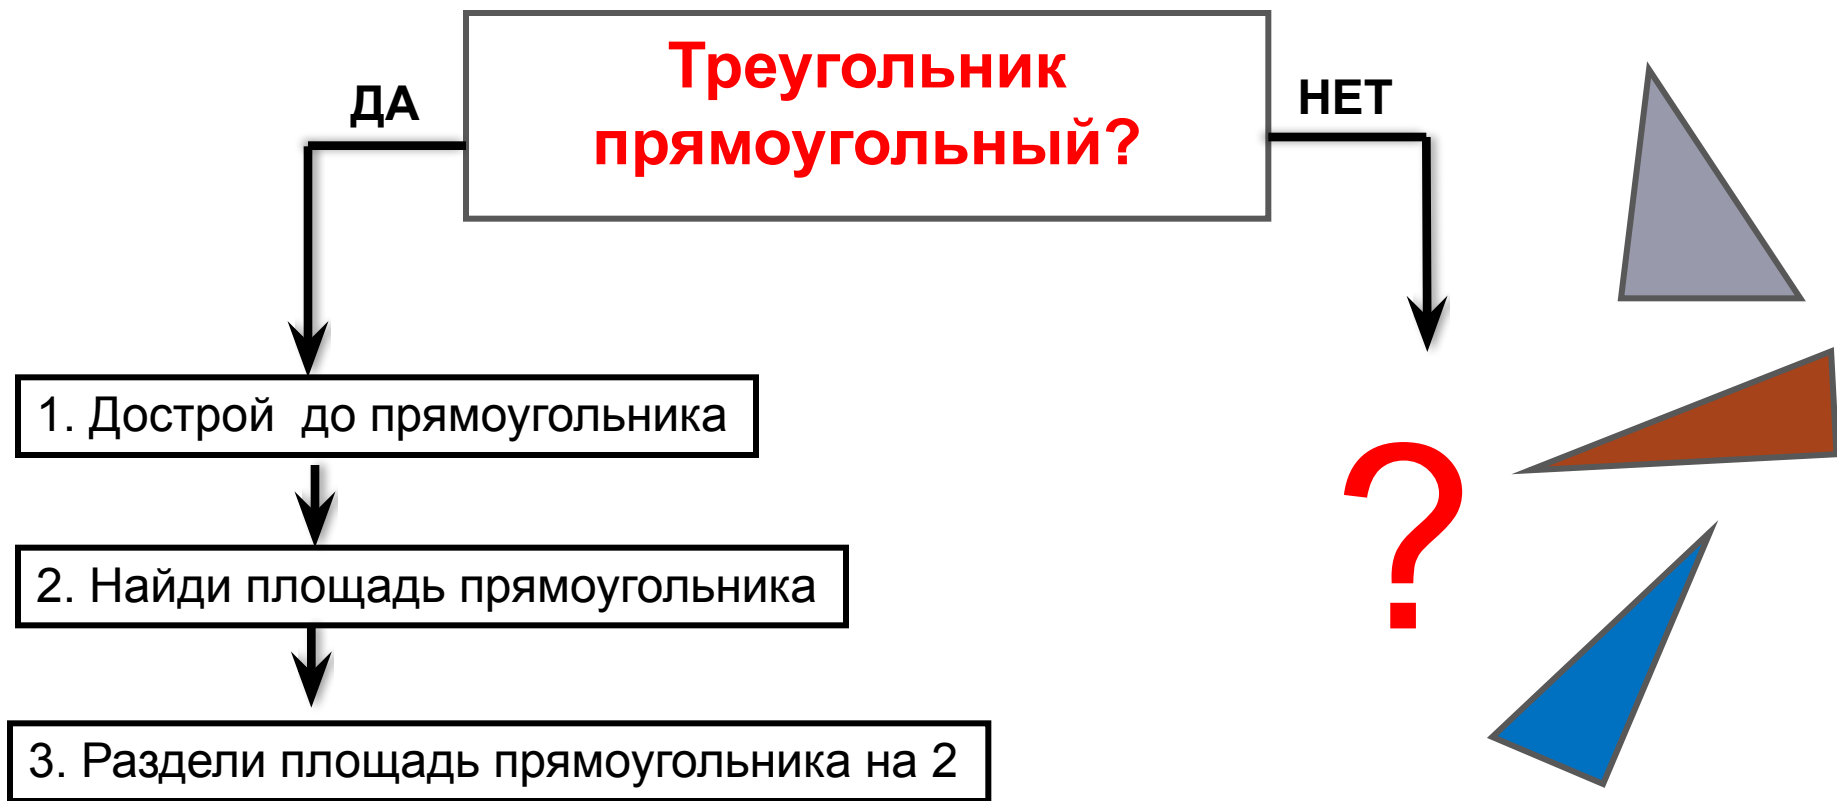 Треугольник
прямоугольный?
ДА
НЕТ
1. Дострой  до прямоугольника
2. Найди площадь прямоугольника
3. Раздели площадь прямоугольника на 2
?